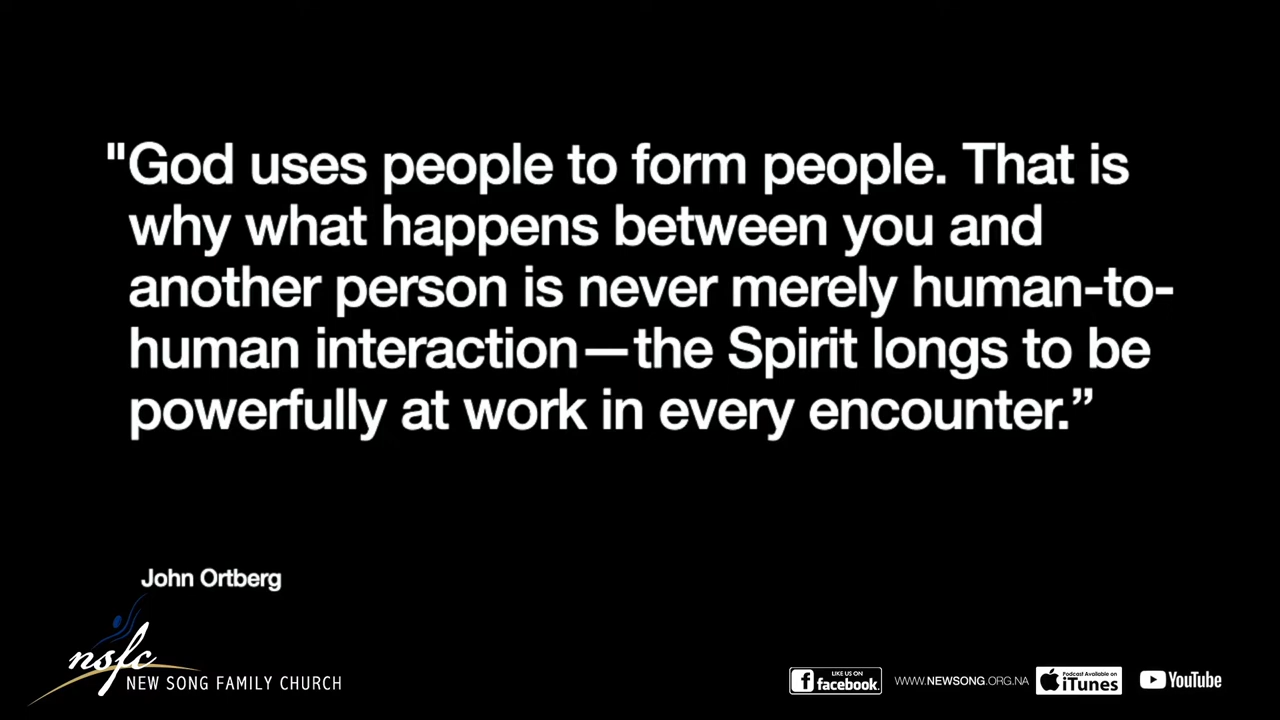 "God uses people to form people. That is
why what happens between you and
another person is never merely human-to-
human interaction—the Spirit longs to be
powerfully at work in every encounter.”
John Ortberg
nsfc
NEW SONG FAMILY CHURCH
LIKE US ON
facebook.
WWW.NEWSONG.ORG.NA
Podcast Available on
iTunes
YouTube